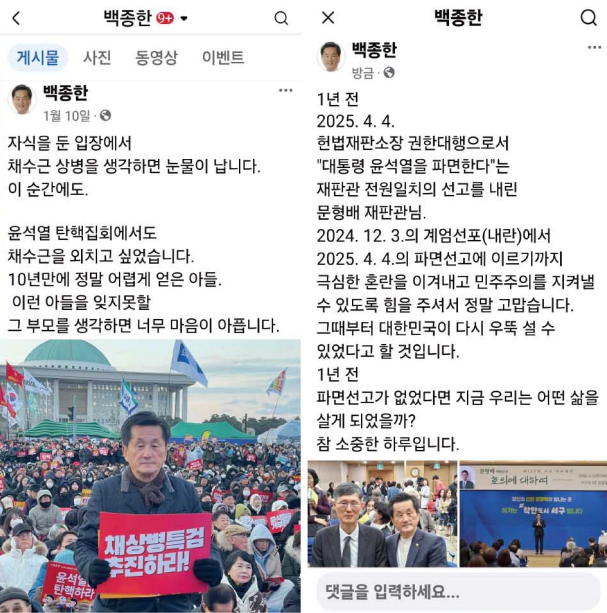 백종한 9+
게시물 사진 동영상 이벤트
백종한
1월 10일
자식을 둔 입장에서
채수근 상병을 생각하면 눈물이 납니다.
이 순간에도.
윤석열 탄핵집회에서도
채수근을 외치고 싶었습니다.
10년만에 정말 어렵게 얻은 아들.
이런 아들을 잊지못할
그 부모를 생각하면 너무 마음이 아픕니다.
채상병특검
추진하라!
윤석열
탄핵하라
백종한
백종한
방금
1년 전
2025. 4. 4.
헌법재판소장 권한대행으로서
"대통령 윤석열을 파면한다"는
재판관 전원일치의 선고를 내린
문형배 재판관님.
2024. 12. 3.의 계엄선포(내란)에서
2025. 4. 4.의 파면선고에 이르기까지
극심한 혼란을 이겨내고 민주주의를 지켜낼
수 있도록 힘을 주셔서 정말 고맙습니다.
그때부터 대한민국이 다시 우뚝 설 수
있었다고 할 것입니다.
1년 전
파면선고가 없었다면 지금 우리는 어떤 삶을
살게 되었을까?
참 소중한 하루입니다.
호의에 대하여
착한도시 서구
댓글을 입력하세요...